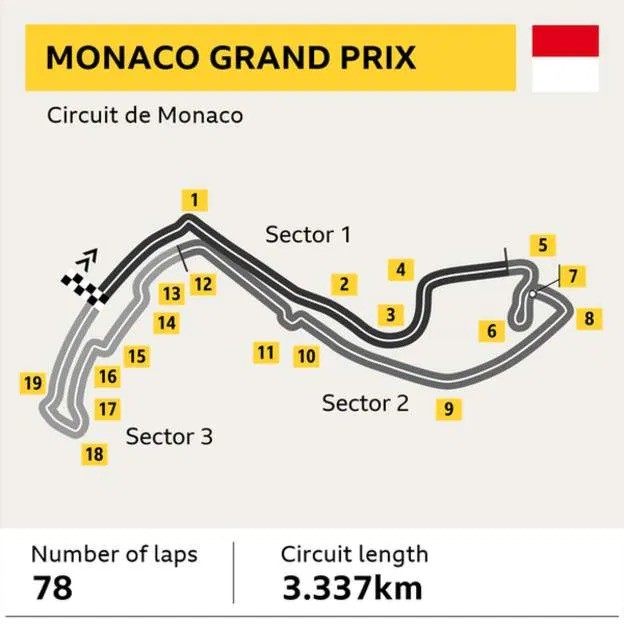 MONACO GRAND PRIX
Circuit de Monaco
1
Sector 1
5
4
7
12
2
13
3
8
14
6
11
10
15
16
19
Sector 2
9
17
Sector 3
18
Number of laps
Circuit length
78
3.337km